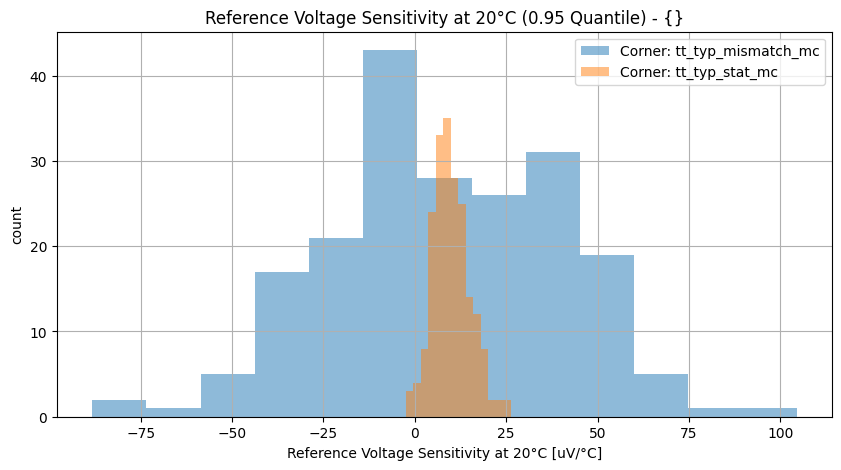 Reference Voltage Sensitivity at 20°C (0.95 Quantile) - {}
Corner: tt_typ_mismatch_mc
Corner: tt_typ_stat_mc
40
30
20
10
0
count
−75
−50
−25
0
25
50
75
100
Reference Voltage Sensitivity at 20°C [uV/°C]